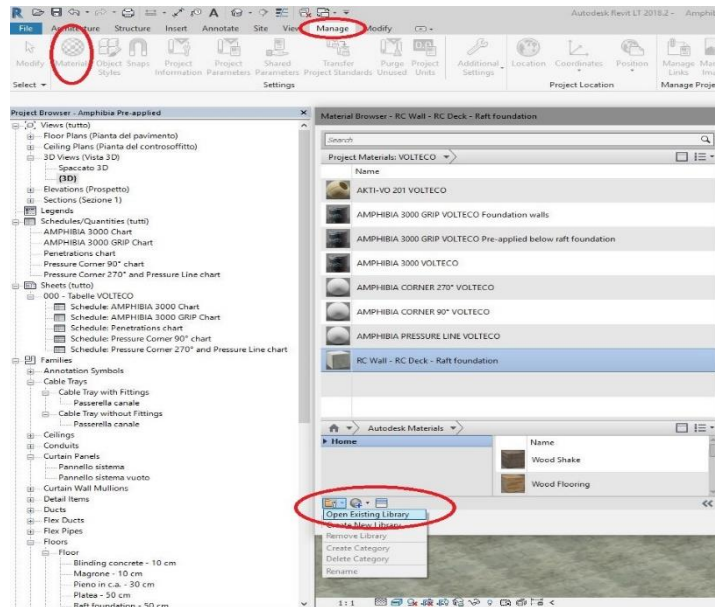 Autodesk Revit LT 2018.2 - Amphil
File Architecture Structure Insert Annotate Site View Manage Modify
Modify Materials Object Styles Snaps Project Information Project Parameters Shared Parameters Transfer Project Standards Purge Unused Project Units Additional Settings Location Coordinates Position Manage Links
Select Settings Project Location Manage Proje
Project Browser - Amphibia Pre-applied
Views (tutto)
Floor Plans (Pianta del pavimento)
Ceiling Plans (Pianta del controsoffitto)
3D Views (Vista 3D)
Spaccato 3D
{3D}
Elevations (Prospetto)
Sections (Sezione 1)
Legends
Schedules/Quantities (tutti)
AMPHIBIA 3000 Chart
AMPHIBIA 3000 GRIP Chart
Penetrations chart
Pressure Corner 90° chart
Pressure Corner 270° and Pressure Line chart
Sheets (tutto)
000 - Tabelle VOLTECO
Schedule: AMPHIBIA 3000 Chart
Schedule: AMPHIBIA 3000 GRIP Chart
Schedule: Penetrations chart
Schedule: Pressure Corner 90° chart
Schedule: Pressure Corner 270° and Pressure Line chart
Families
Annotation Symbols
Cable Trays
Cable Tray with Fittings
Passerella canale
Cable Tray without Fittings
Passerella canale
Ceilings
Conduits
Curtain Panels
Pannello sistema
Pannello sistema vuoto
Curtain Wall Mullions
Detail Items
Ducts
Flex Ducts
Flex Pipes
Floors
Floor
Blinding concrete - 10 cm
Magrone - 10 cm
Pieno in c.a. - 30 cm
Platea - 50 cm
Raft foundation - 50 cm
Material Browser - RC Wall - RC Deck - Raft foundation
Search
Project Materials: VOLTECO
Name
AKTI-VO 201 VOLTECO
AMPHIBIA 3000 GRIP VOLTECO Foundation walls
AMPHIBIA 3000 GRIP VOLTECO Pre-applied below raft foundation
AMPHIBIA 3000 VOLTECO
AMPHIBIA CORNER 270° VOLTECO
AMPHIBIA CORNER 90° VOLTECO
AMPHIBIA PRESSURE LINE VOLTECO
RC Wall - RC Deck - Raft foundation
Autodesk Materials
Home
Name
Wood Shake
Wood Flooring
Open Existing Library
Create New Library
Remove Library
Create Category
Delete Category
Rename
1 : 1